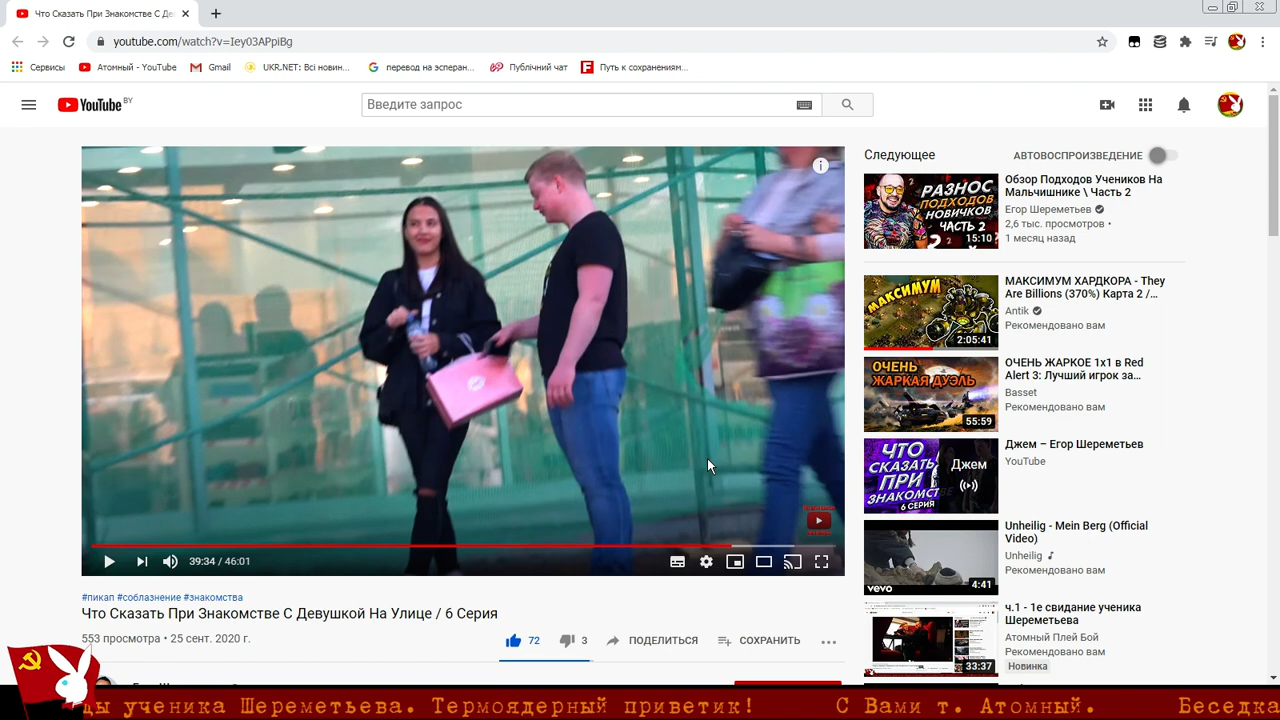 Что Сказать При Знакомстве С Де
youtube.com/watch?v=Iey03APpiBg
Сервисы
Атомный - YouTube
Gmail
UKR.NET: Всі новин...
перевод на эсперан...
Публічний чат
Путь к сохранениям...
YouTube BY
Введите запрос
Следующее
АВТОВОСПРОИЗВЕДЕНИЕ
РАЗНОС
ПОДХОДОВ
НОВИЧКОВ
ЧАСТЬ 2
15:10
Обзор Подходов Учеников На
Мальчишнике \ Часть 2
Егор Шереметьев
2,6 тыс. просмотров •
1 месяц назад
МАКСИМУМ
2:05:41
МАКСИМУМ ХАРДКОРА - They
Are Billions (370%) Карта 2 /...
Antik
Рекомендовано вам
ОЧЕНЬ
ЖАРКАЯ ДУЭЛЬ
55:59
ОЧЕНЬ ЖАРКОЕ 1х1 в Red
Alert 3: Лучший игрок за...
Basset
Рекомендовано вам
ЧТО
СКАЗАТЬ
ПРИ
ЗНАКОМСТ
6 СЕРИЯ
Джем
Джем – Егор Шереметьев
YouTube
vevo
4:41
Unheilig - Mein Berg (Official
Video)
Unheilig
Рекомендовано вам
33:37
ч.1 - 1е свидание ученика
Шереметьева
Атомный Плей Бой
Рекомендовано вам
Новинка
39:34 / 46:01
#пикап #соблазнение #знакомства
Что Сказать При Знакомстве С Девушкой На Улице / 6 Серия
553 просмотра • 25 сент. 2020 г.
72
3
ПОДЕЛИТЬСЯ
СОХРАНИТЬ
ды ученика Шереметьева. Термоядерный приветик! С Вами т. Атомный. Беседка